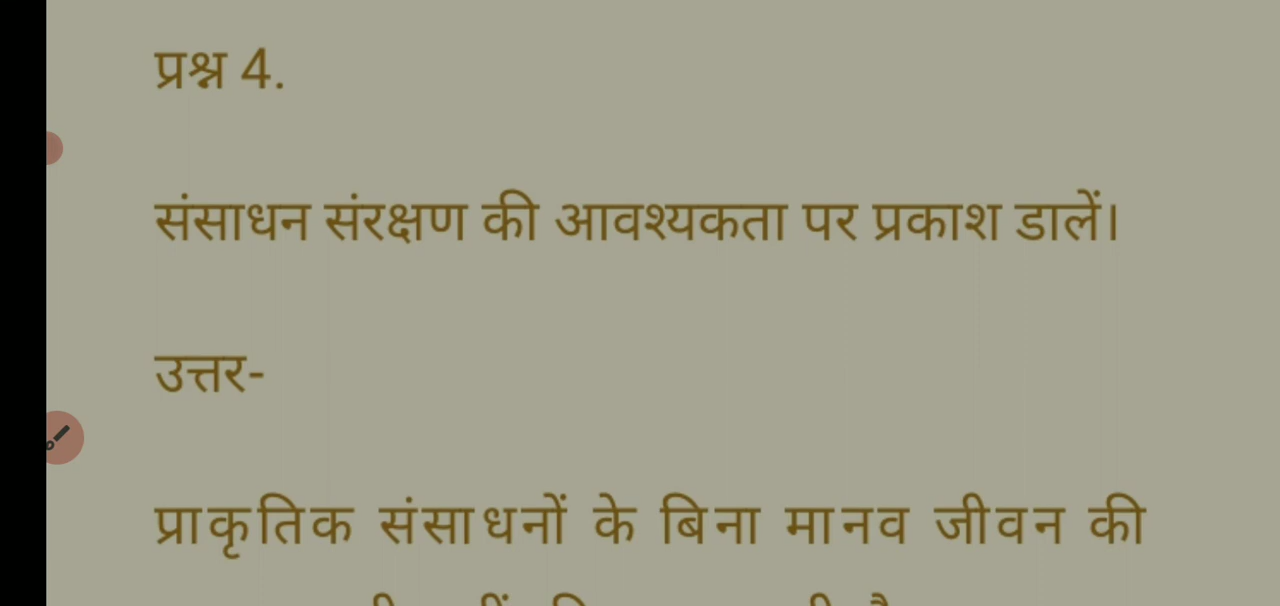 प्रश्न 4.
संसाधन संरक्षण की आवश्यकता पर प्रकाश डालें।
उत्तर-
प्राकृतिक संसाधनों के बिना मानव जीवन की